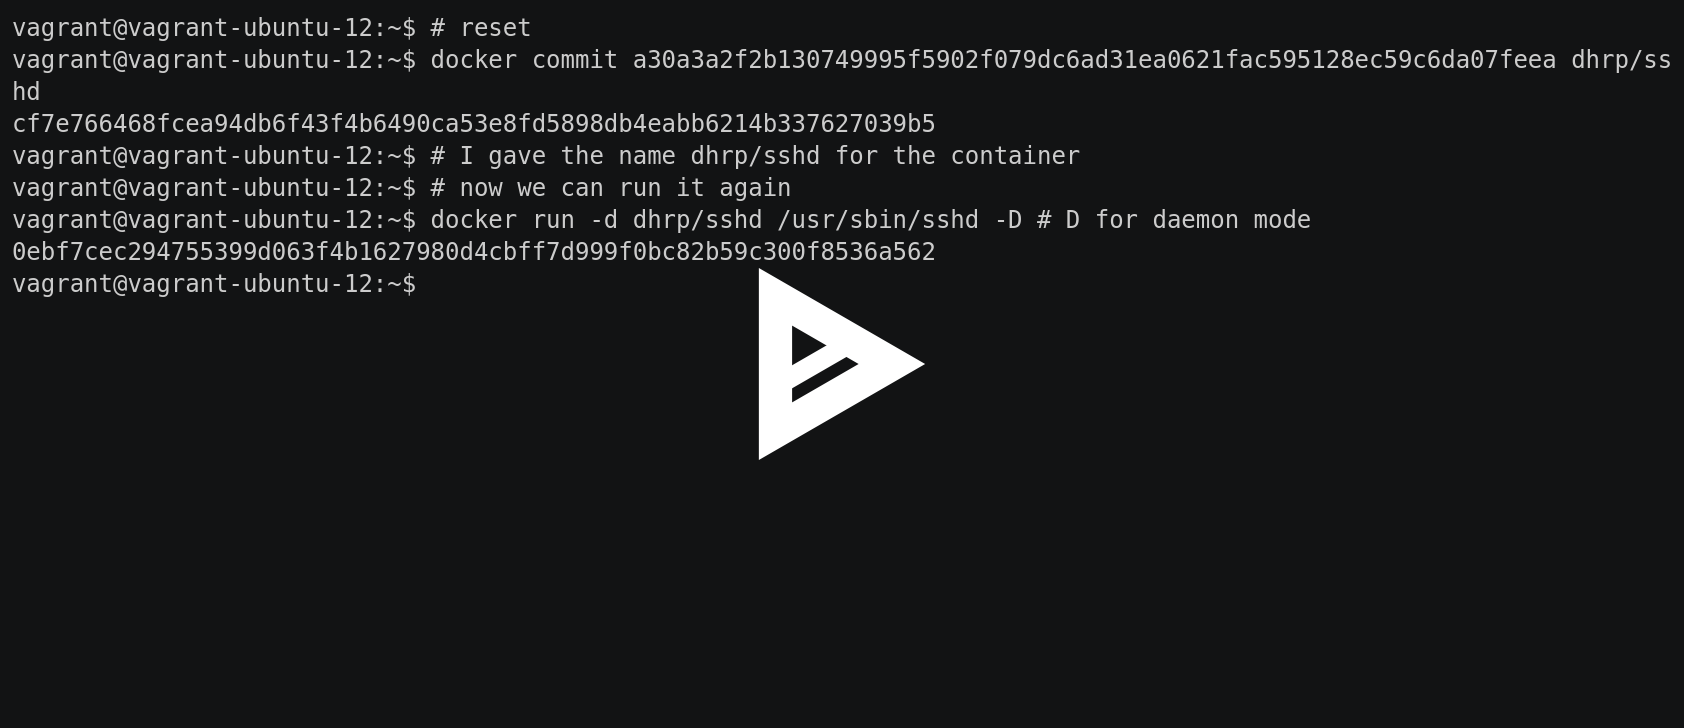 vagrant@vagrant-ubuntu-12:~$ # reset
vagrant@vagrant-ubuntu-12:~$ docker commit a30a3a2f2b130749995f5902f079dc6ad31ea0621fac595128ec59c6da07feea dhrp/ss
hd
cf7e766468fcea94db6f43f4b6490ca53e8fd5898db4eabb6214b337627039b5
vagrant@vagrant-ubuntu-12:~$ # I gave the name dhrp/sshd for the container
vagrant@vagrant-ubuntu-12:~$ # now we can run it again
vagrant@vagrant-ubuntu-12:~$ docker run -d dhrp/sshd /usr/sbin/sshd -D # D for daemon mode
0ebf7cec294755399d063f4b1627980d4cbff7d999f0bc82b59c300f8536a562
vagrant@vagrant-ubuntu-12:~$